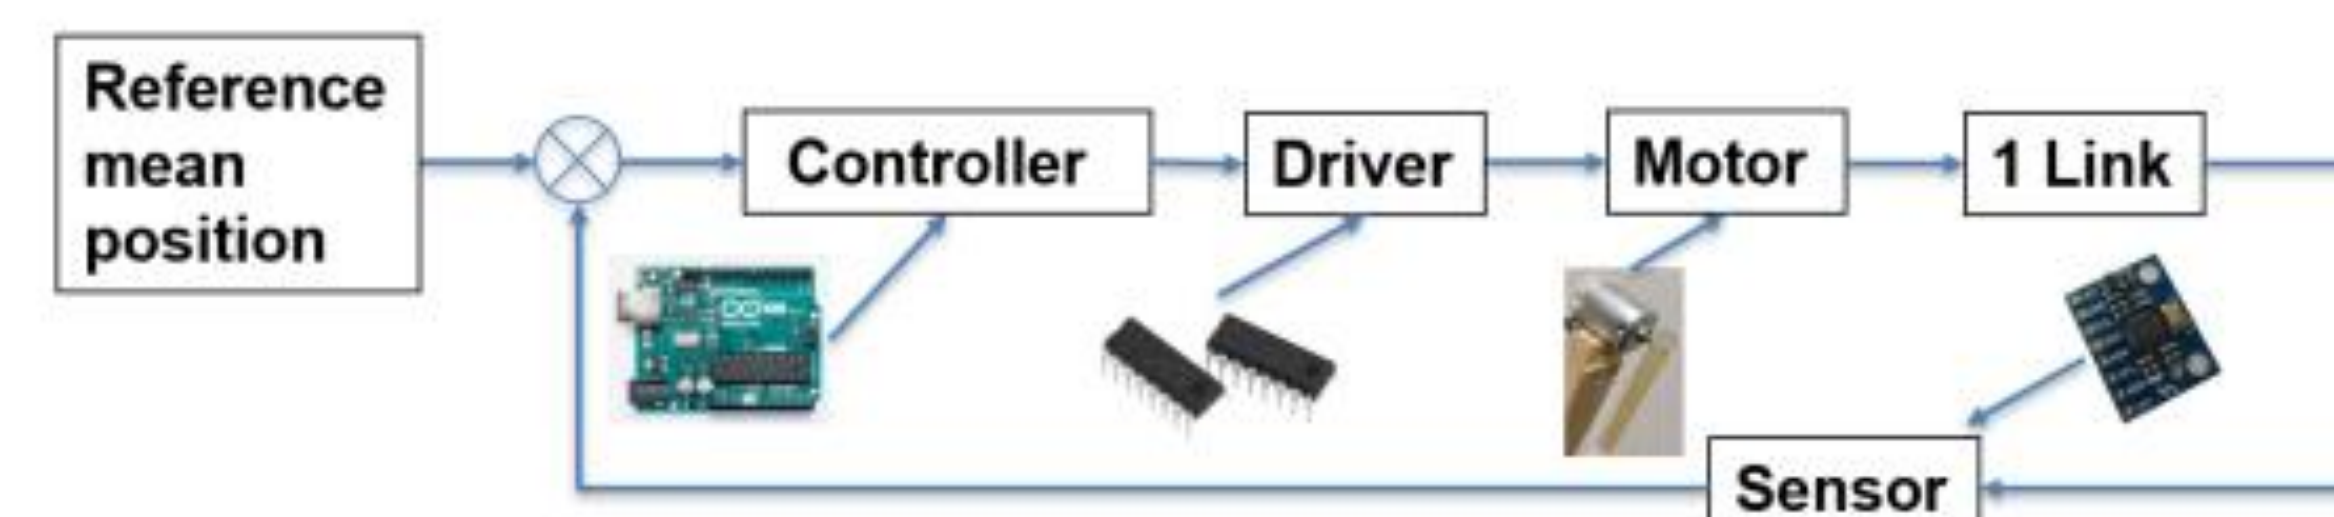 Reference
mean
position
Controller
Driver
Motor
1 Link
Sensor